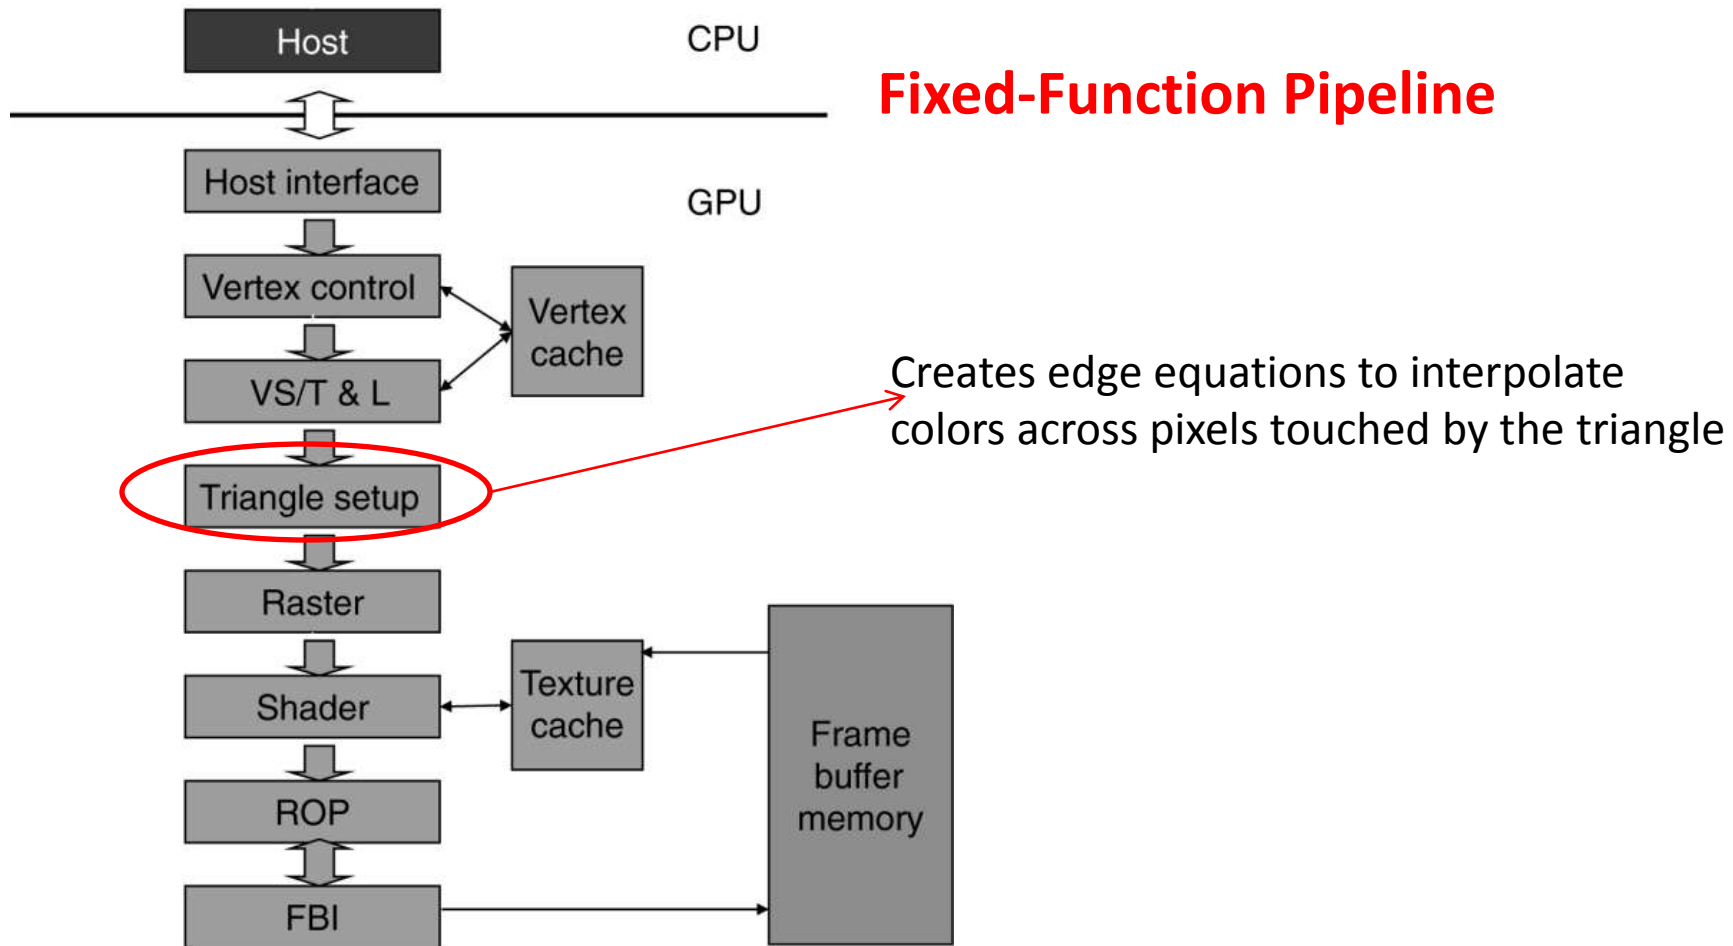 Host
CPU
Fixed-Function Pipeline
Host interface
GPU
Vertex control
Vertex
cache
VS/T & L
Creates edge equations to interpolate
colors across pixels touched by the triangle
Triangle setup
Raster
Shader
Texture
cache
Frame
buffer
memory
ROP
FBI